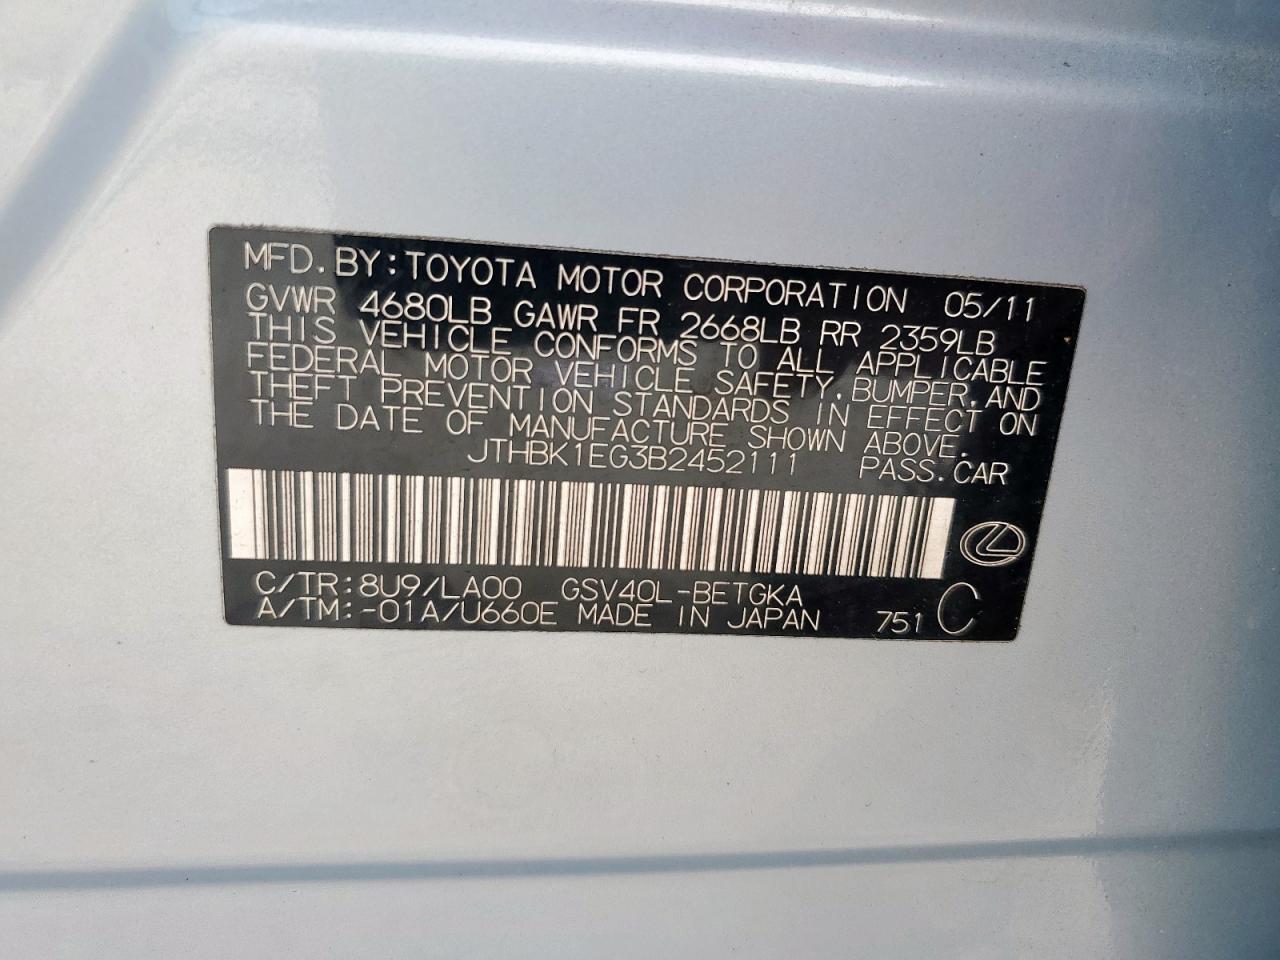 MFD.BY:TOYOTA MOTOR CORPORATION 05/11
GVWR 4680LB GAWR FR 2668LB RR 2359LB
THIS VEHICLE CONFORMS TO ALL APPLICABLE
FEDERAL MOTOR VEHICLE SAFETY,BUMPER,AND
THEFT PREVENTION STANDARDS IN EFFECT ON
THE DATE OF MANUFACTURE SHOWN ABOVE.
JTHBK1EG3B2452111 PASS.CAR
C/TR:8U9/LA00 GSV40L-BETGKA
A/TM:-01A/U660E MADE IN JAPAN 751 C